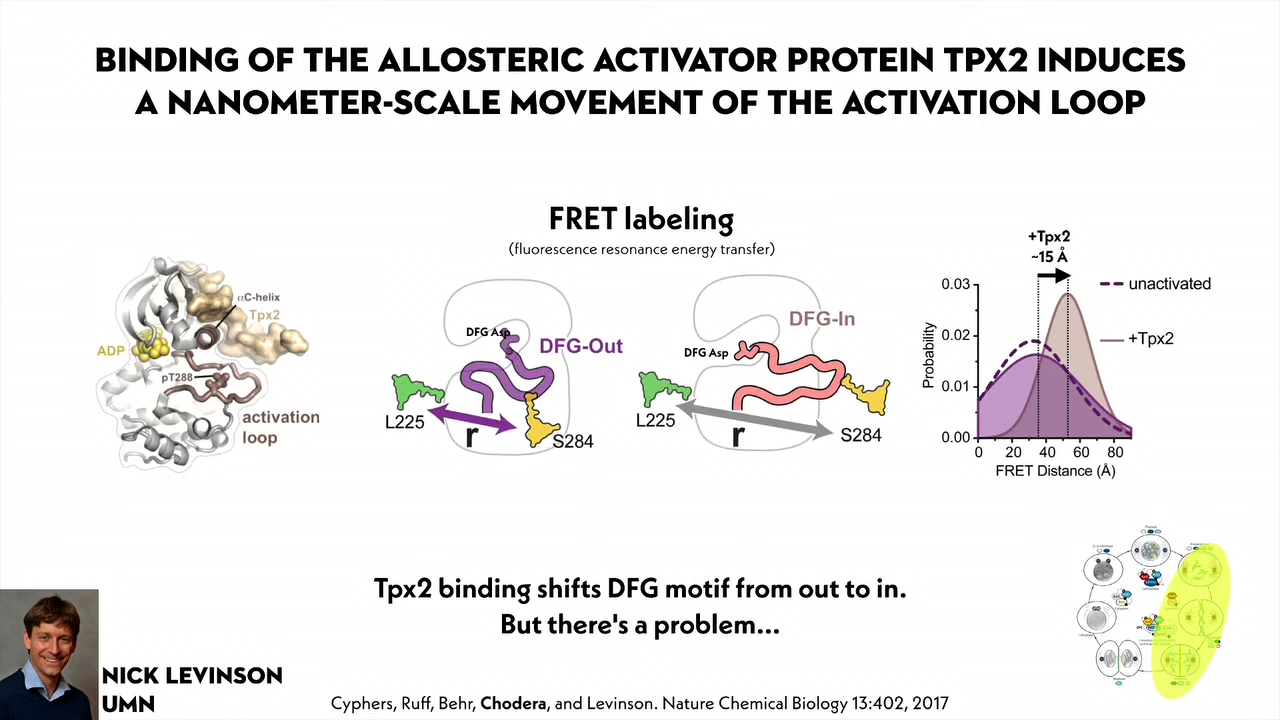 BINDING OF THE ALLOSTERIC ACTIVATOR PROTEIN TPX2 INDUCES
A NANOMETER-SCALE MOVEMENT OF THE ACTIVATION LOOP
FRET labeling
(fluorescence resonance energy transfer)
αC-helix
Tpx2
ADP
pT288
activation
loop
DFG Asp
DFG-Out
L225
r
S284
DFG-In
DFG Asp
L225
r
S284
+Tpx2
~15 Å
unactivated
+Tpx2
Probability
0.03
0.02
0.01
0.00
0 20 40 60 80
FRET Distance (Å)
Tpx2 binding shifts DFG motif from out to in.
But there's a problem...
NICK LEVINSON
UMN
Cyphers, Ruff, Behr, Chodera, and Levinson. Nature Chemical Biology 13:402, 2017